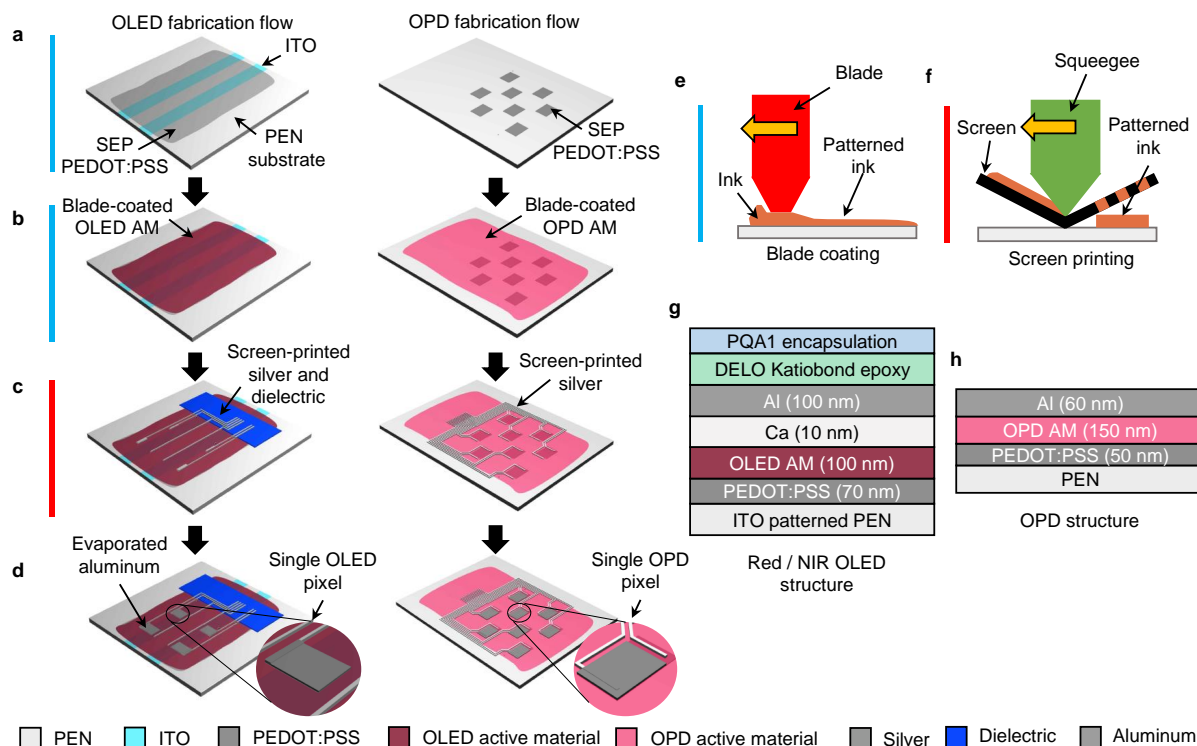 OLED fabrication flow
OPD fabrication flow
a
ITO
SEP
PEDOT:PSS
PEN
substrate
SEP
PEDOT:PSS
b
Blade-coated
OLED AM
Blade-coated
OPD AM
c
Screen-printed
silver and
dielectric
Screen-printed
silver
d
Evaporated
aluminum
Single OLED
pixel
Single OPD
pixel
e
Blade
Ink
Patterned
ink
Blade coating
f
Squeegee
Screen
Patterned
ink
Screen printing
g
PQA1 encapsulation
DELO Katiobond epoxy
Al (100 nm)
Ca (10 nm)
OLED AM (100 nm)
PEDOT:PSS (70 nm)
ITO patterned PEN
Red / NIR OLED
structure
h
Al (60 nm)
OPD AM (150 nm)
PEDOT:PSS (50 nm)
PEN
OPD structure
PEN
ITO
PEDOT:PSS
OLED active material
OPD active material
Silver
Dielectric
Aluminum